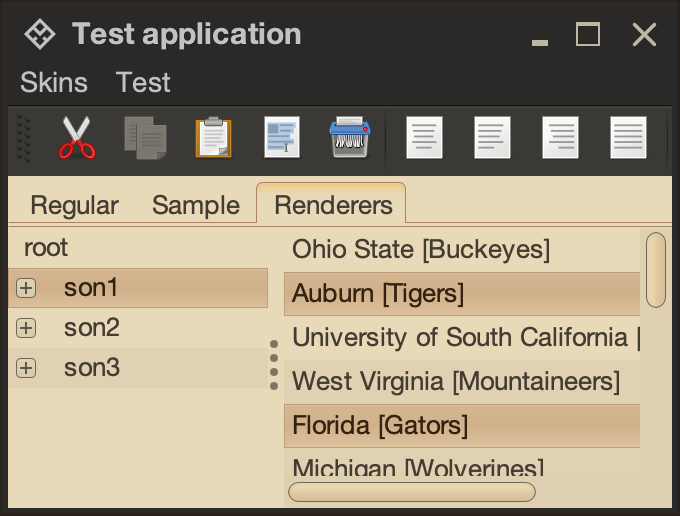 Test application
Skins Test
Regular Sample Renderers
root
son1
son2
son3
Ohio State [Buckeyes]
Auburn [Tigers]
University of South California [
West Virginia [Mountaineers]
Florida [Gators]
Michigan [Wolverines]